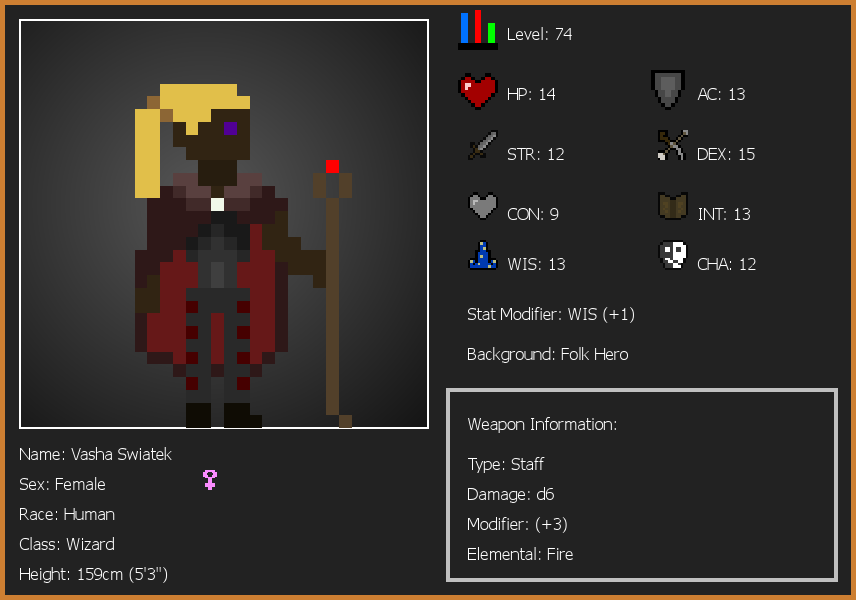 Level: 74
HP: 14
AC: 13
STR: 12
DEX: 15
CON: 9
INT: 13
WIS: 13
CHA: 12
Stat Modifier: WIS (+1)
Background: Folk Hero
Weapon Information:
Type: Staff
Damage: d6
Modifier: (+3)
Elemental: Fire
Name: Vasha Swiatek
Sex: Female
Race: Human
Class: Wizard
Height: 159cm (5'3")